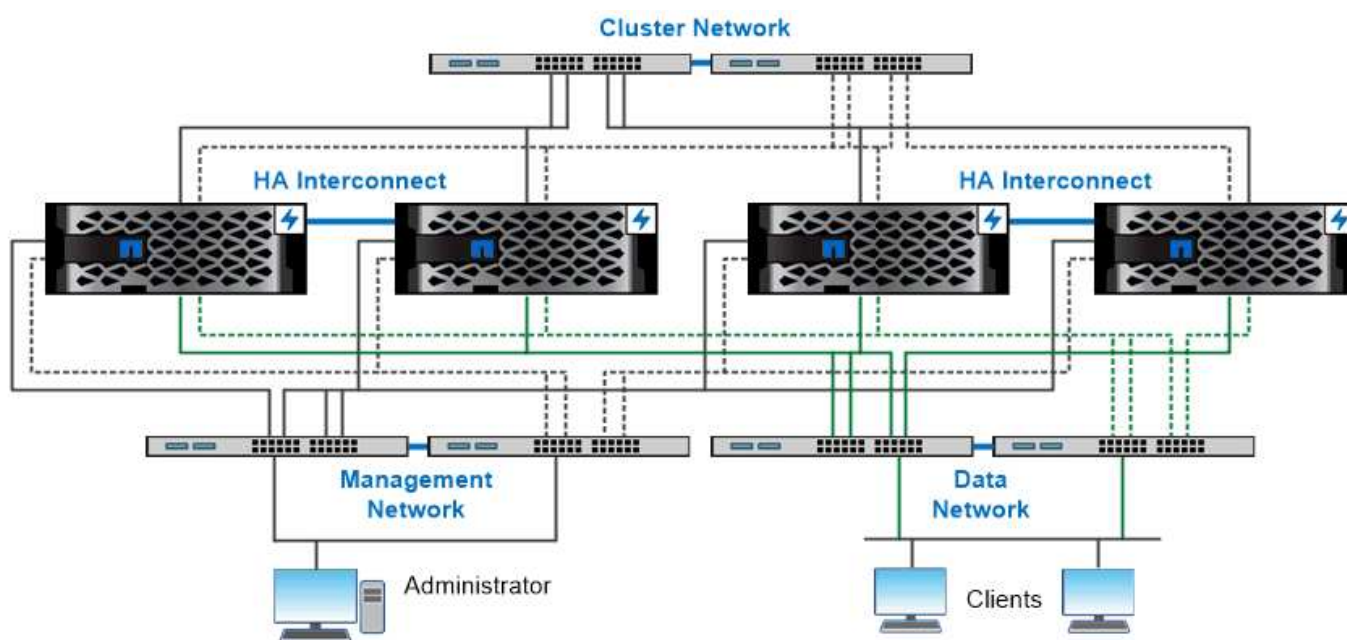 Cluster Network
HA Interconnect
HA Interconnect
Management
Network
Data
Network
Administrator
Clients